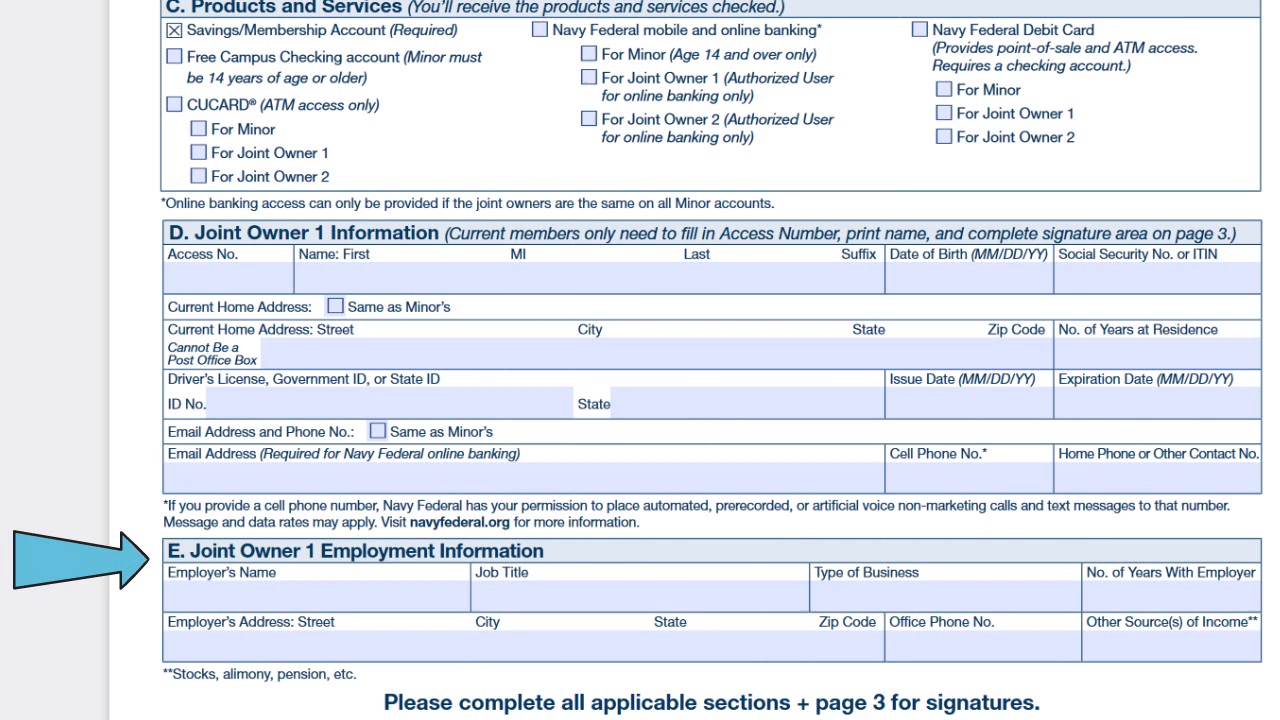 C. Products and Services (You'll receive the products and services checked.)
Savings/Membership Account (Required)
Free Campus Checking account (Minor must
be 14 years of age or older)
CUCARD® (ATM access only)
For Minor
For Joint Owner 1
For Joint Owner 2
Navy Federal mobile and online banking*
For Minor (Age 14 and over only)
For Joint Owner 1 (Authorized User
for online banking only)
For Joint Owner 2 (Authorized User
for online banking only)
Navy Federal Debit Card
(Provides point-of-sale and ATM access.
Requires a checking account.)
For Minor
For Joint Owner 1
For Joint Owner 2
*Online banking access can only be provided if the joint owners are the same on all Minor accounts.
D. Joint Owner 1 Information (Current members only need to fill in Access Number, print name, and complete signature area on page 3.)
Access No. Name: First MI Last Suffix Date of Birth (MM/DD/YY) Social Security No. or ITIN
Current Home Address: Same as Minor's
Current Home Address: Street City State Zip Code No. of Years at Residence
Cannot Be a
Post Office Box
Driver's License, Government ID, or State ID Issue Date (MM/DD/YY) Expiration Date (MM/DD/YY)
ID No. State
Email Address and Phone No.: Same as Minor's
Email Address (Required for Navy Federal online banking) Cell Phone No.* Home Phone or Other Contact No.
*If you provide a cell phone number, Navy Federal has your permission to place automated, prerecorded, or artificial voice non-marketing calls and text messages to that number.
Message and data rates may apply. Visit navyfederal.org for more information.
E. Joint Owner 1 Employment Information
Employer's Name Job Title Type of Business No. of Years With Employer
Employer's Address: Street City State Zip Code Office Phone No. Other Source(s) of Income**
**Stocks, alimony, pension, etc.
Please complete all applicable sections + page 3 for signatures.